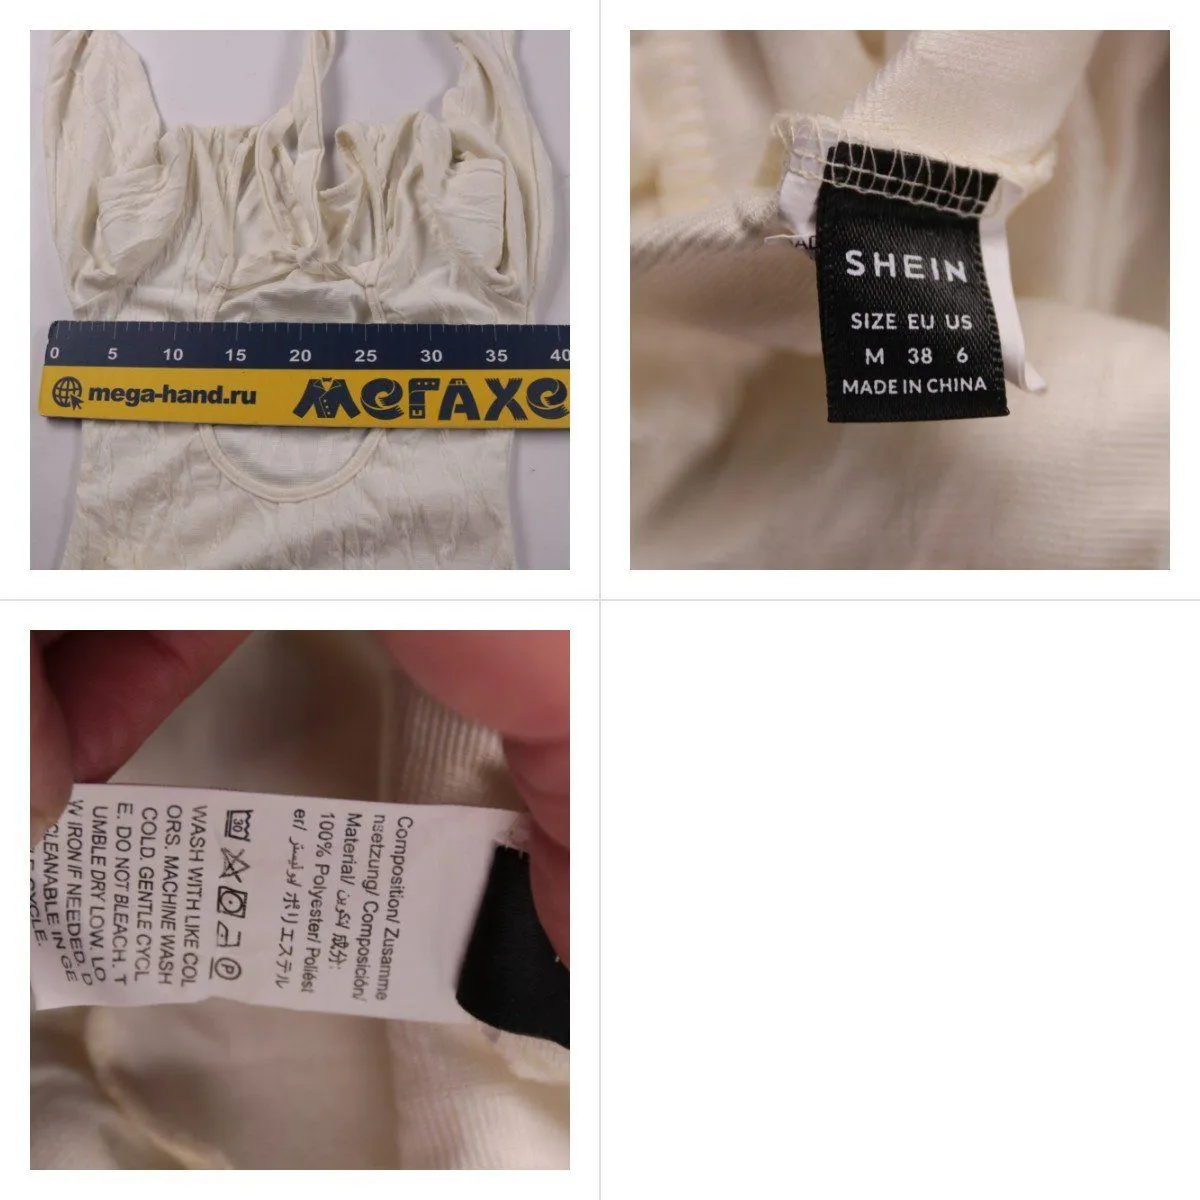 0 5 10 15 20 25 30 35 40
mega-hand.ru МЕГАХЕ
SHEIN
SIZE EU US
M 38 6
MADE IN CHINA
Composition/ Zusamme
nsetzung/ Composición/
Material/ تكوين/ 成分:
100% Polyester/ Poliést
er/ بوليستر/ ポリエステル
30
P
WASH WITH LIKE COL
ORS. MACHINE WASH
COLD. GENTLE CYCL
E. DO NOT BLEACH. T
UMBLE DRY LOW. LO
W IRON IF NEEDED. D
CLEANABLE IN GE
CYCLE.